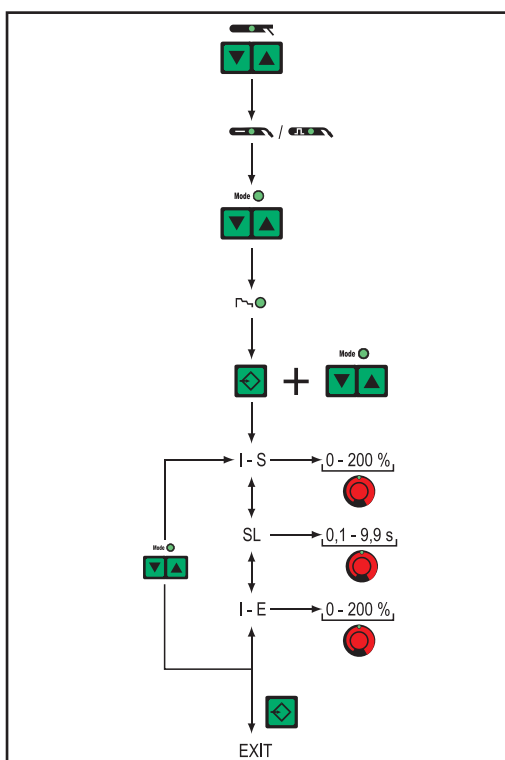 /
Mode
Mode
+
I - S
0 - 200 %
SL
0,1 - 9,9 s
Mode
I - E
0 - 200 %
EXIT